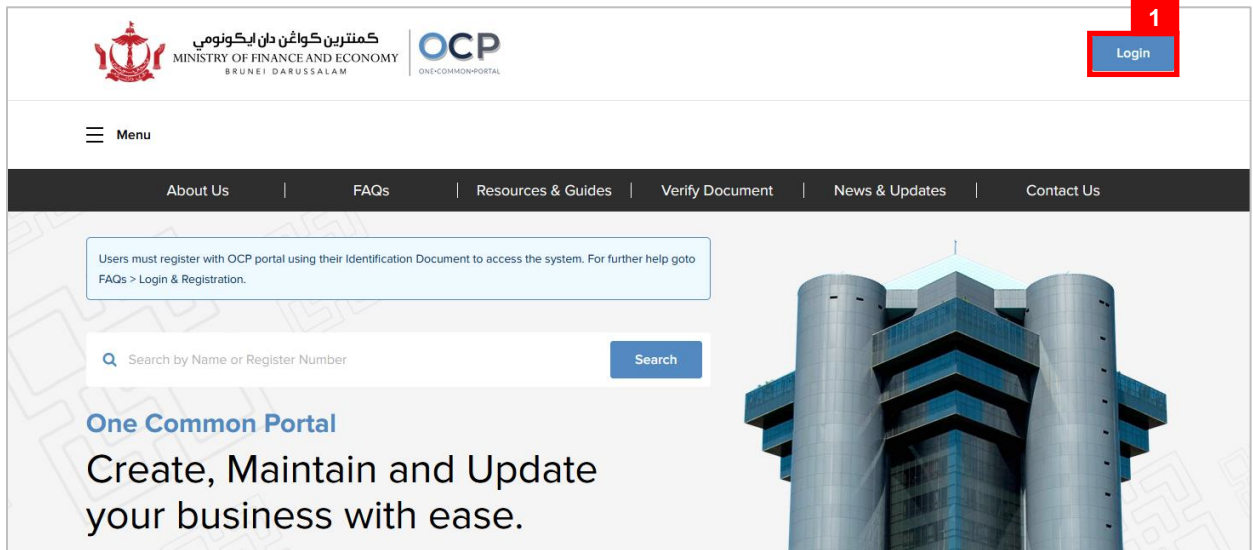 1
كمنترين كواڠن دان ايكونومي
MINISTRY OF FINANCE AND ECONOMY
BRUNEI DARUSSALAM
OCP
ONE•COMMON•PORTAL
Login
Menu
About Us | FAQs | Resources & Guides | Verify Document | News & Updates | Contact Us
Users must register with OCP portal using their Identification Document to access the system. For further help goto
FAQs > Login & Registration.
Search by Name or Register Number
Search
One Common Portal
Create, Maintain and Update
your business with ease.